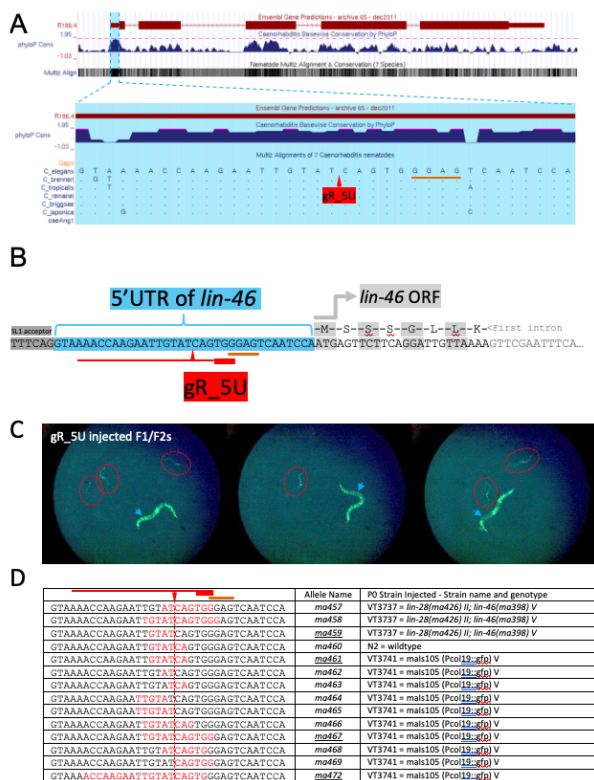 A
Ensembl Gene Predictions - archive 65 - dec2011
R186.4
1.95
Caenorhabditis Basewise Conservation by PhyloP
phyloP Cons
-1.03
Nematode Multiz Alignment & Conservation (7 Species)
Multiz Align
Ensembl Gene Predictions - archive 65 - dec2011
R186.4
1.95
Caenorhabditis Basewise Conservation by PhyloP
phyloP Cons
-1.03
Multiz Alignments of 7 Caenorhabditis nematodes
Gaps
C_elegans G T A A A A C C A A G A A T T G T A T C A G T G G G A G T C A A T C C A
C_brenneri G T
C_tropicalis T A
C_remanei
C_briggsae
C_japonica G C
caeAng1
gR_5U
B
5'UTR of lin-46
lin-46 ORF
SL1 acceptor
–M--S--S--S--G--L--L--K-<First intron
TTTCAGGTAAAACCAAGAATTGTATCAGTGGGAGTCAATCCAATGAGTTCTTCAGGATTGTTAAAAGTTCGAATTTCA...
gR_5U
C
gR_5U injected F1/F2s
D
Allele Name P0 Strain Injected - Strain name and genotype
GTAAAACCAAGAATTGTATCAGTGGGAGTCAATCCA ma457 VT3737 = lin-28(ma426) II; lin-46(ma398) V
GTAAAACCAAGAATTGTATCAGTGGGAGTCAATCCA ma458 VT3737 = lin-28(ma426) II; lin-46(ma398) V
GTAAAACCAAGAATTGTATCAGTGGGAGTCAATCCA ma459 VT3737 = lin-28(ma426) II; lin-46(ma398) V
GTAAAACCAAGAATTGTATCAGTGGGAGTCAATCCA ma460 N2 = wildtype
GTAAAACCAAGAATTGTATCAGTGGGAGTCAATCCA ma461 VT3741 = maIs105 (Pcol19::gfp) V
GTAAAACCAAGAATTGTATCAGTGGGAGTCAATCCA ma462 VT3741 = maIs105 (Pcol19::gfp) V
GTAAAACCAAGAATTGTATCAGTGGGAGTCAATCCA ma463 VT3741 = maIs105 (Pcol19::gfp) V
GTAAAACCAAGAATTGTATCAGTGGGAGTCAATCCA ma464 VT3741 = maIs105 (Pcol19::gfp) V
GTAAAACCAAGAATTGTATCAGTGGGAGTCAATCCA ma465 VT3741 = maIs105 (Pcol19::gfp) V
GTAAAACCAAGAATTGTATCAGTGGGAGTCAATCCA ma466 VT3741 = maIs105 (Pcol19::gfp) V
GTAAAACCAAGAATTGTATCAGTGGGAGTCAATCCA ma467 VT3741 = maIs105 (Pcol19::gfp) V
GTAAAACCAAGAATTGTATCAGTGGGAGTCAATCCA ma468 VT3741 = maIs105 (Pcol19::gfp) V
GTAAAACCAAGAATTGTATCAGTGGGAGTCAATCCA ma469 VT3741 = maIs105 (Pcol19::gfp) V
GTAAAACCAAGAATTGTATCAGTGGGAGTCAATCCA ma472 VT3741 = maIs105 (Pcol19::gfp) V